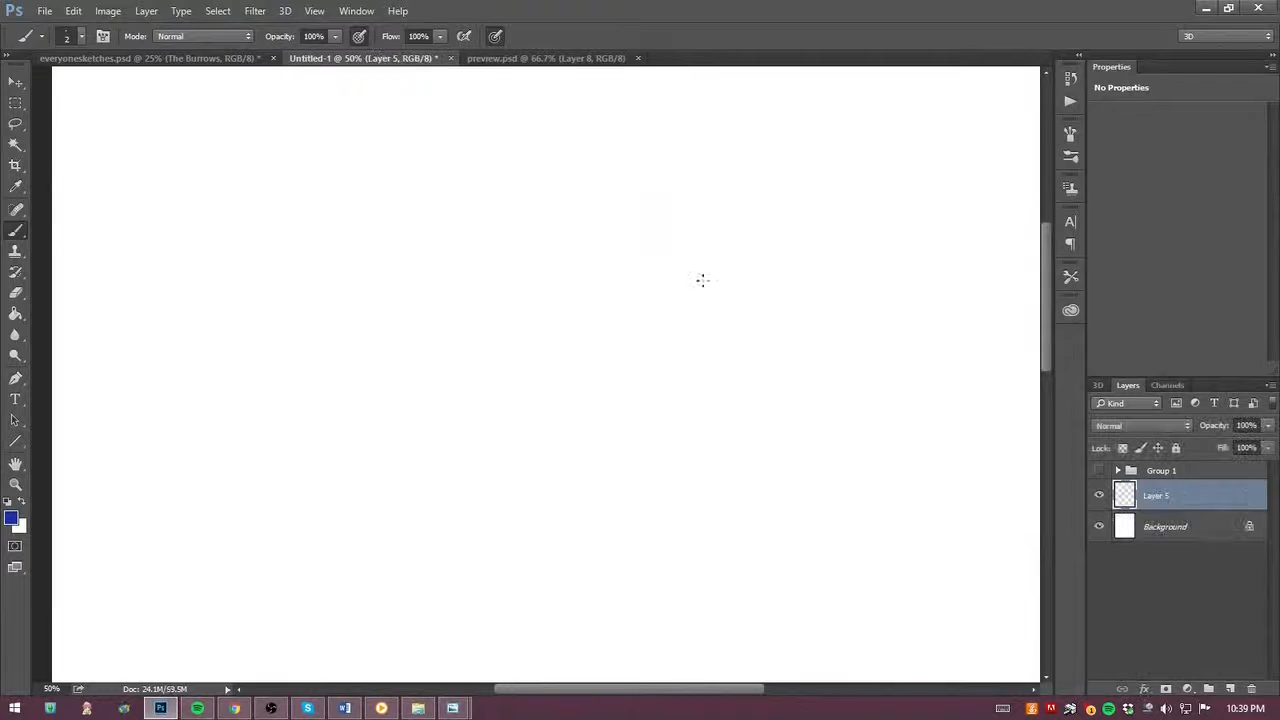 Ps File Edit Image Layer Type Select Filter 3D View Window Help
2 Mode: Normal Opacity: 100% Flow: 100% 3D
everyonesketches.psd @ 25% (The Burrows, RGB/8) * × Untitled-1 @ 50% (Layer 5, RGB/8) * × preview.psd @ 66.7% (Layer 8, RGB/8) ×
Properties
No Properties
3D Layers Channels
Kind
Normal Opacity: 100%
Lock: Fill: 100%
Group 1
Layer 5
Background
50% Doc: 24.1M/59.5M
10:39 PM